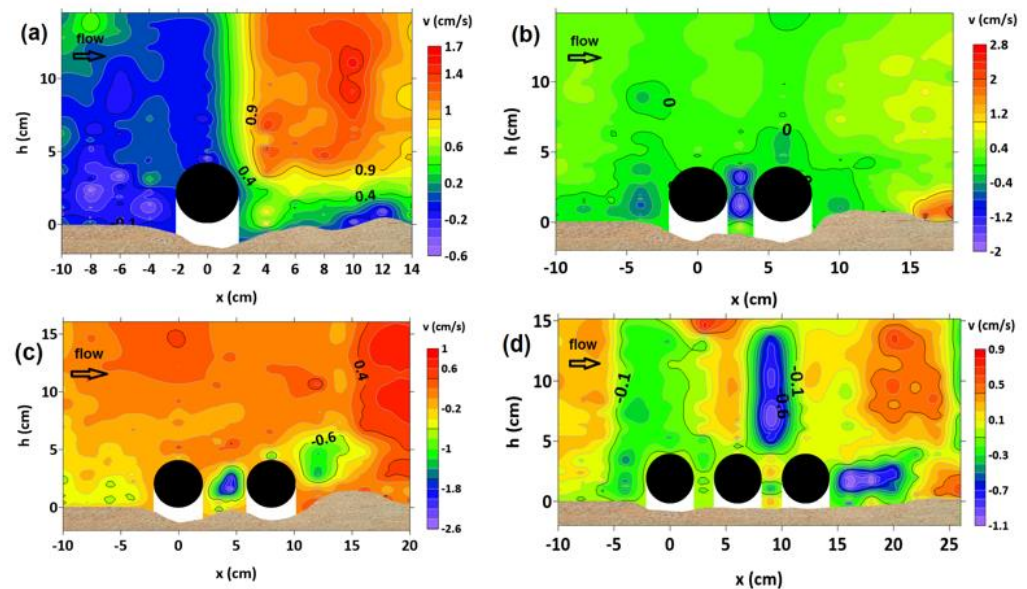 (a)
flow
v (cm/s)
1.7
1.4
1
0.6
0.2
-0.2
-0.6
h (cm)
10
5
0
0.9
0.4
0.9
0.4
-0.1
-10 -8 -6 -4 -2 0 2 4 6 8 10 12 14
x (cm)
(b)
flow
v (cm/s)
2.8
2
1.2
0.4
-0.4
-1.2
-2
h (cm)
10
5
0
0
0
-10 -5 0 5 10 15
x (cm)
(c)
flow
v (cm/s)
1
0.4
-0.2
-1
-1.8
-2.6
h (cm)
15
10
5
0
0.4
-0.6
-10 -5 0 5 10 15 20
x (cm)
(d)
flow
v (cm/s)
0.9
0.5
0.1
-0.3
-0.7
-1.1
h (cm)
15
10
5
0
-0.1
-0.1
-10 -5 0 5 10 15 20 25
x (cm)